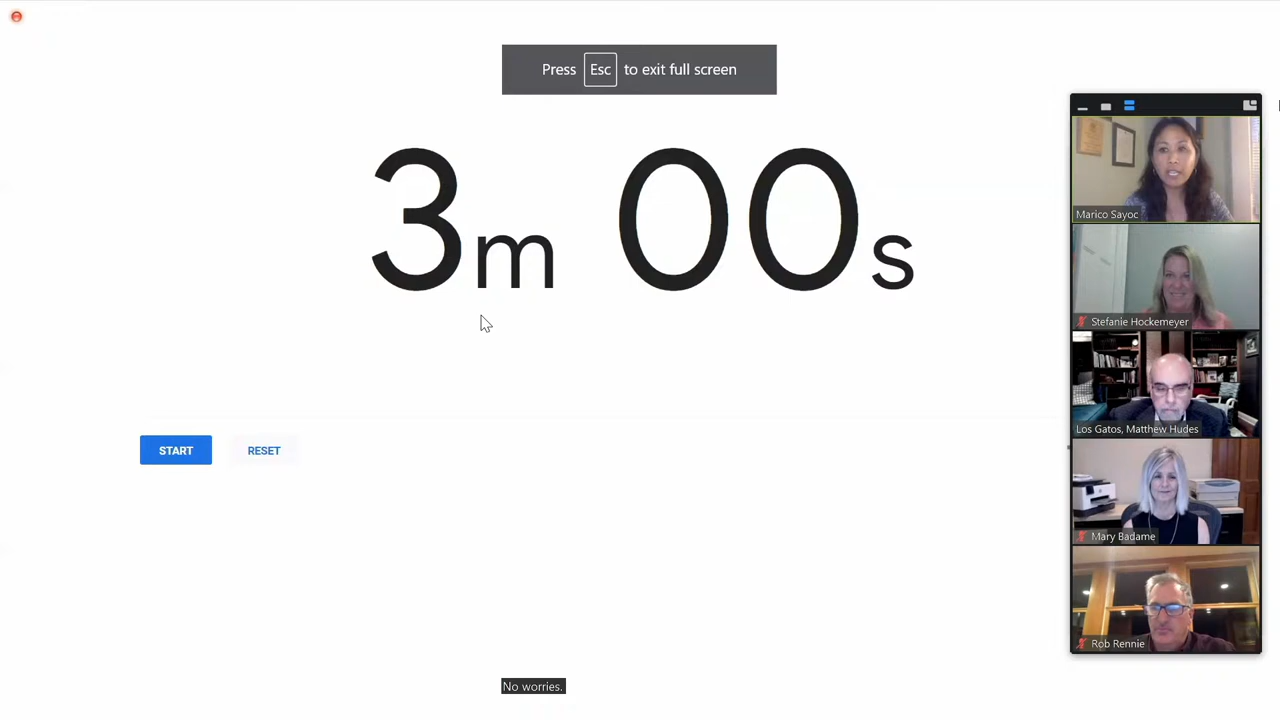 Press Esc to exit full screen
3m 00s
START RESET
Marico Sayoc
Stefanie Hockemeyer
Los Gatos, Matthew Hudes
Mary Badame
Rob Rennie
No worries.